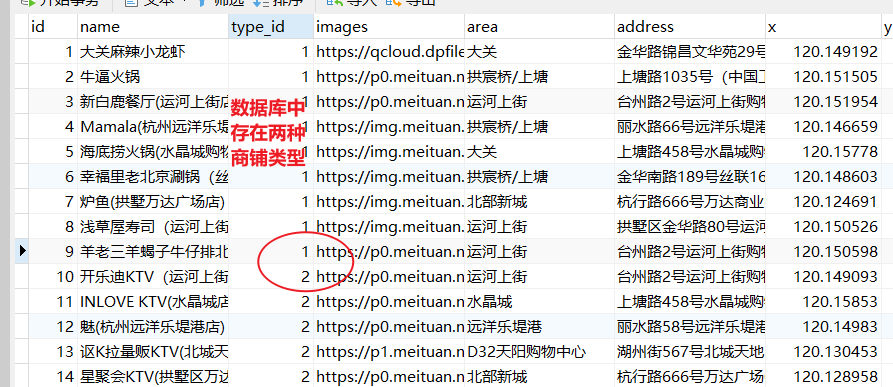 开始事务 文本 筛选 排序 导入 导出
id name type_id images area address x y
1 大关麻辣小龙虾 1 https://qcloud.dpfile 大关 金华路锦昌文华苑29号 120.149192
2 牛逼火锅 1 https://p0.meituan.n 拱宸桥/上塘 上塘路1035号（中国工 120.151505
3 新白鹿餐厅(运河上街店 1 https://p0.meituan.n 运河上街 台州路2号运河上街购物 120.151954
4 Mamala(杭州远洋乐堤 1 https://img.meituan. 拱宸桥/上塘 丽水路66号远洋乐堤港 120.146659
5 海底捞火锅(水晶城购物 1 https://img.meituan. 大关 上塘路458号水晶城购物 120.15778
6 幸福里老北京涮锅（丝 1 https://img.meituan. 拱宸桥/上塘 金华南路189号丝联16 120.148603
7 炉鱼(拱墅万达广场店) 1 https://img.meituan. 北部新城 杭行路666号万达商业 120.124691
8 浅草屋寿司（运河上街 1 https://img.meituan. 运河上街 拱墅区金华路80号运河 120.150526
9 羊老三羊蝎子牛仔排北 1 https://p0.meituan.n 运河上街 台州路2号运河上街购物 120.150598
10 开乐迪KTV（运河上街 2 https://p0.meituan.n 运河上街 台州路2号运河上街购物 120.149093
11 INLOVE KTV(水晶城店 2 https://p0.meituan.n 水晶城 上塘路458号水晶城购物 120.15853
12 魅(杭州远洋乐堤港店) 2 https://p0.meituan.n 远洋乐堤港 丽水路58号远洋乐堤港 120.14983
13 讴K拉量贩KTV(北城天 2 https://p1.meituan.n D32天阳购物中心 湖州街567号北城天地 120.130453
14 星聚会KTV(拱墅区万达 2 https://p0.meituan.n 北部新城 杭行路666号万达广场 120.128958
数据库中
存在两种
商铺类型